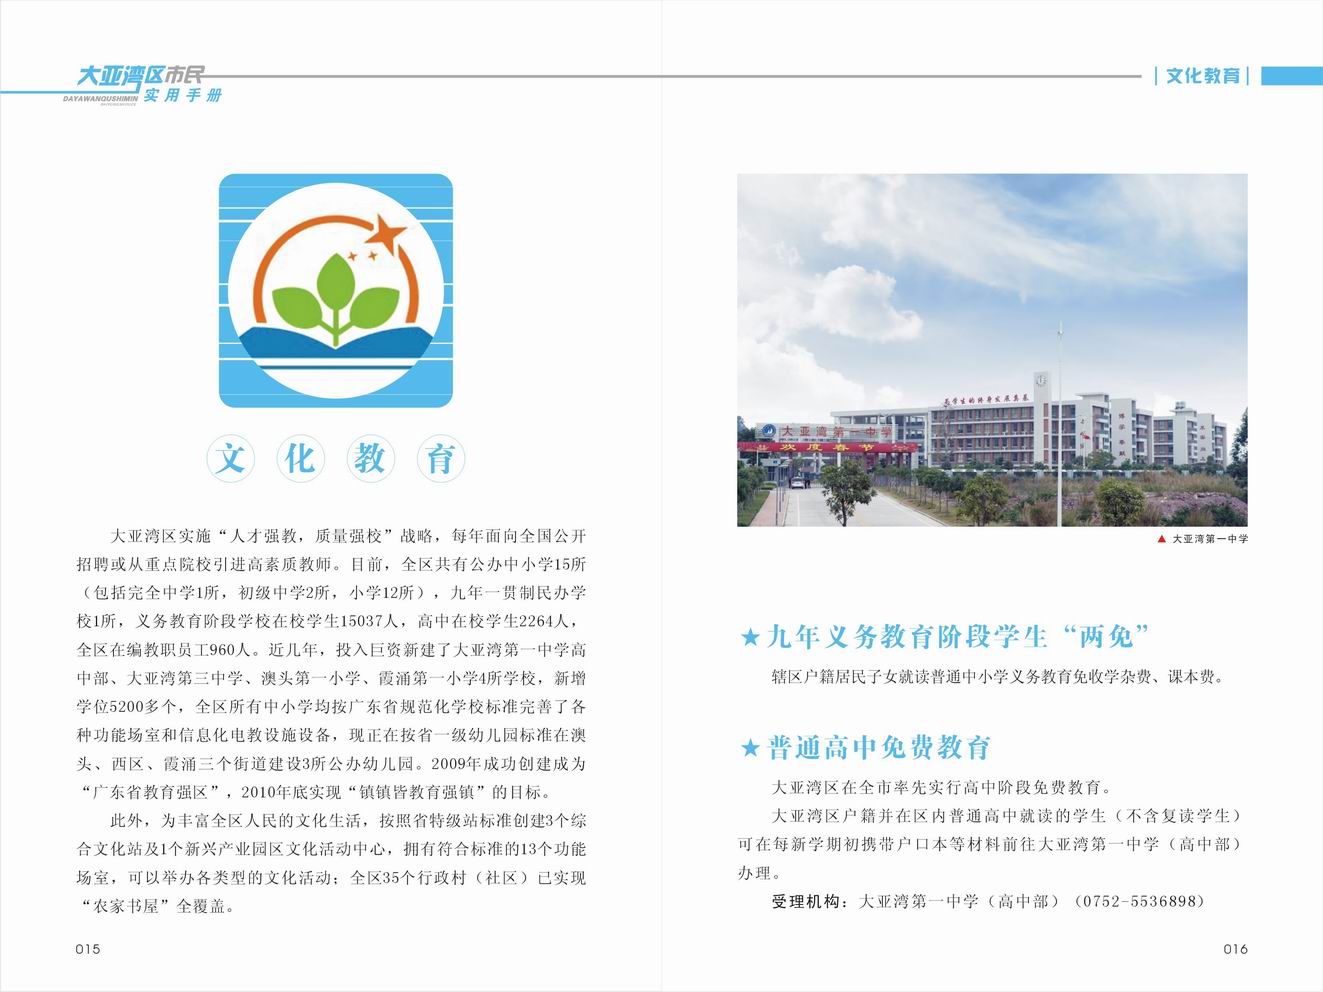 大亚湾区市民
DAYAWANQUSHIMIN
实用手册
文化教育
大亚湾区实施“人才强教，质量强校”战略，每年面向全国公开
招聘或从重点院校引进高素质教师。目前，全区共有公办中小学15所
（包括完全中学1所，初级中学2所，小学12所），九年一贯制民办学
校1所，义务教育阶段学校在校学生15037人，高中在校学生2264人，
全区在编教职员工960人。近几年，投入巨资新建了大亚湾第一中学高
中部、大亚湾第三中学、澳头第一小学、霞涌第一小学4所学校，新增
学位5200多个，全区所有中小学均按广东省规范化学校标准完善了各
种功能场室和信息化电教设施设备，现正在按省一级幼儿园标准在澳
头、西区、霞涌三个街道建设3所公办幼儿园。2009年成功创建成为
“广东省教育强区”，2010年底实现“镇镇皆教育强镇”的目标。
此外，为丰富全区人民的文化生活，按照省特级站标准创建3个综
合文化站及1个新兴产业园区文化活动中心，拥有符合标准的13个功能
场室，可以举办各类型的文化活动；全区35个行政村（社区）已实现
“农家书屋”全覆盖。
015
文化教育
为学生的终身发展奠基
大亚湾第一中学
欢度春节
▲ 大亚湾第一中学
★九年义务教育阶段学生“两免”
辖区户籍居民子女就读普通中小学义务教育免收学杂费、课本费。
★普通高中免费教育
大亚湾区在全市率先实行高中阶段免费教育。
大亚湾区户籍并在区内普通高中就读的学生（不含复读学生）
可在每新学期初携带户口本等材料前往大亚湾第一中学（高中部）
办理。
受理机构：大亚湾第一中学（高中部）（0752-5536898）
016